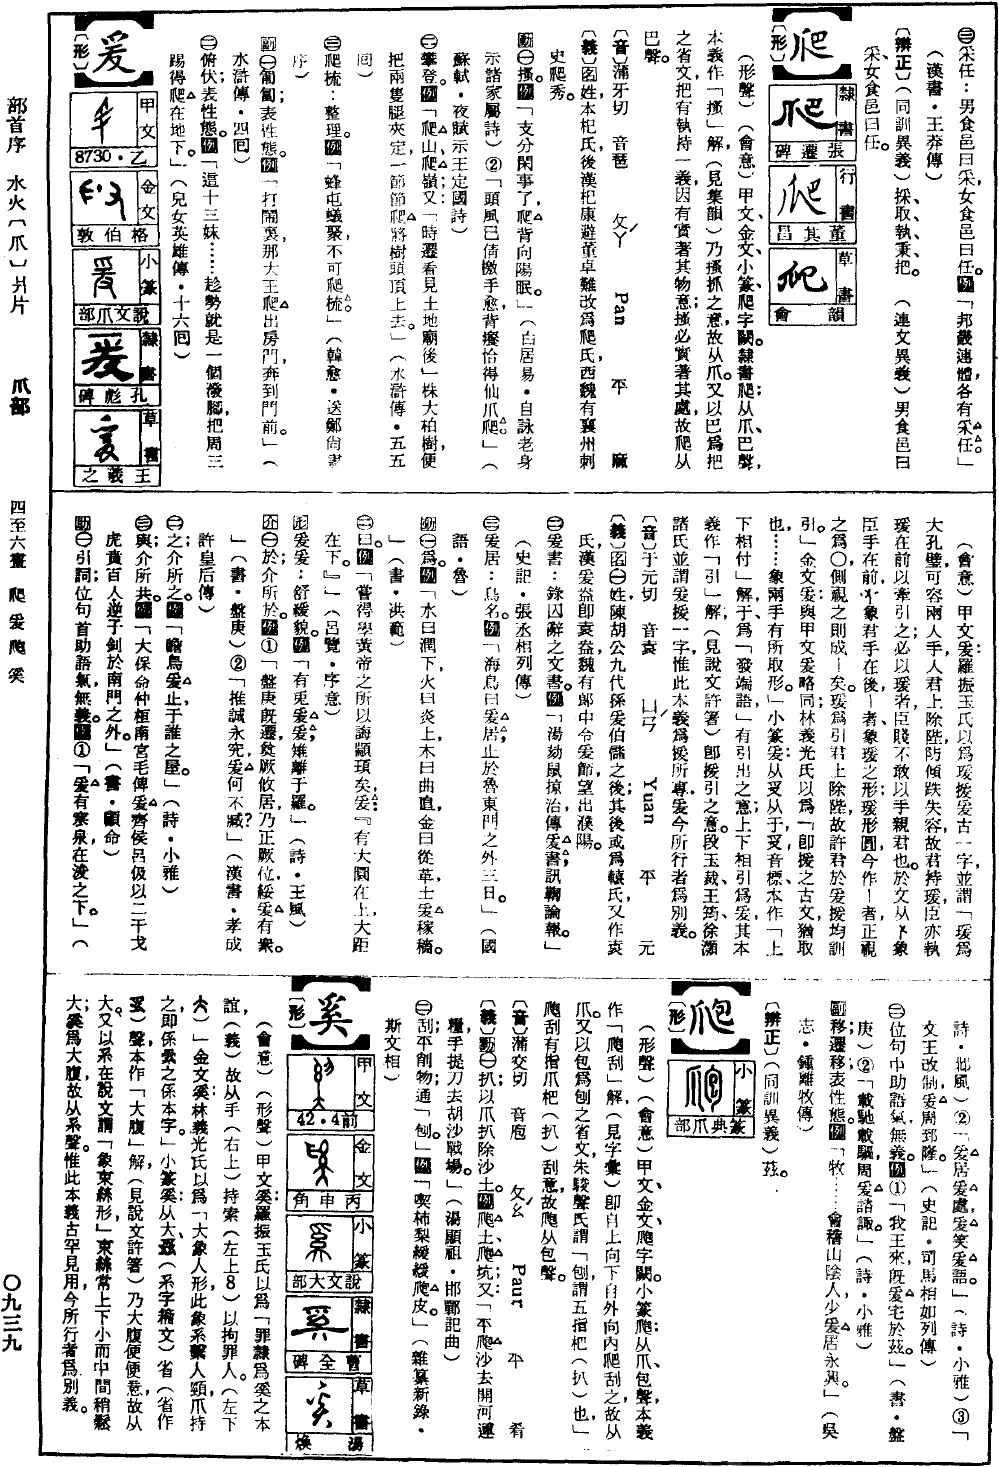 ㊂采任：男食邑曰采女食邑曰任。例「邦畿連體各有采任。」
（漢書・王莽傳）
〔辨正〕（同訓異義）採、取、執、秉、把。（連文異義）男食邑曰
采女食邑曰任。
爬
〔形〕
隸書 張遷碑
行書 董其昌
草書 韻會
（形聲）（會意）甲文、金文、小篆爬字闕。隸書爬；从爪巴聲，
本義作「搔」解（見集韻）乃搔抓之意，故从爪。又以巴爲把
之省文，把有執持一義，因有實著其物意，搔必實著其處，故爬从
巴聲。
〔音〕蒲牙切 音琶 ㄆㄚˊ Pan 平 麻
〔義〕名姓，本杞氏，後漢杞康避董卓難改爲爬氏，西魏有襄州刺
史爬秀。
動㊀搔。例①「支分閑事了，爬背向陽眠。」（白居易・自詠老身
示諸家屬詩）②「頭風已倩檄手愈，背癢恰得仙爪爬。」（
蘇軾・夜賦示王定國詩）
㊁攀登。例「爬山爬嶺」又「時遷看見土地廟後一株大柏樹，便
把兩隻腿夾定，一節節爬將樹頭頂上去。」（水滸傳・五五
回）
㊂爬梳：整理。例「蜂屯蟻聚，不可爬梳。」（韓愈・送鄭尚書
序）
副㊀匍匐；表性態。例「打鬧裏，那大王爬出房門，奔到門前。」（
水滸傳・四回）
㊁俯伏；表性態。例「這十三妹……趁勢就是一個潑脚，把周三
踢得爬在地下。」（兒女英雄傳・十六回）
爰
〔形〕
甲文 乙・8730
金文 格伯敦
小篆 說文爪部
隸書 孔彪碑
草書 王羲之
（會意）甲文爰，羅振玉氏以爲瑗援爰古一字，並謂「瑗爲
大孔璧，可容兩人手，人君上除陛防傾跌失容，故君持瑗，臣亦執
瑗在前以牽引之；必以瑗者，臣賤不敢以手親君也。於文从
臣手在前，象君手在後，者象瑗之形，瑗形圓，今作者正視
之爲〇，側視之則成矣。瑗爲引君上除陛，故許君於爰援均訓
引。」金文爰與甲文爰略同，林義光氏以爲「卽援之古文，猶取
也……象兩手有所取形。」小篆爰从𠬪从于，𠬪音標，本作「上
下相付」解，于爲「發端語」有引出之意，上下相引爲爰，其本
義作「引」解（見說文許箸）卽援引之意。段玉裁、王筠、徐灝
諸氏並謂爰援一字，惟此本義爲援所專，爰今所行者爲別義。
〔音〕于元切 音袁 ㄩㄢˊ Yuan 平 元
〔義〕名㊀姓，陳胡公九代孫爰伯儲之後；其後或爲轅氏，又作袁
氏，漢爰盎卽袁盎，魏有郎中令爰節，望出濮陽。
㊁爰書：錄囚辭之文書。例「湯劾鼠掠治，傳爰書，訊鞫論報。」
（史記・張丞相列傳）
㊂爰居：鳥名。例「海鳥曰爰居，止於魯東門之外三日。」（國
語・魯）
動㊀爲。例「水曰潤下，火曰炎上，木曰曲直，金曰從革，土爰稼穡。
」（書・洪範）
㊁曰。例「嘗得學黃帝之所以誨顓頊矣，爰：『有大圜在上，大距
在下。』」（呂覽・序意）
形爰爰：舒緩貌。例「有兎爰爰，雉離于羅。」（詩・王風）
介㊀於；介所於。例①「盤庚既遷，奠厥攸居，乃正厥位，綏爰有衆。
」（書・盤庚）②「推誠永究，爰何不臧？」（漢書・孝成
許皇后傳）
㊁之；介所之。例「瞻烏爰止，于誰之屋。」（詩・小雅）
㊂與；介所共。例「大保命仲桓、南宮毛，俾爰齊侯呂伋，以二干戈
虎賁百人，逆子釗於南門之外。」（書・顧命）
助㊀引詞；位句首，助語氣，無義。例①「爰有寒泉，在浚之下。」（
詩・邶風）②「爰居爰處，爰笑爰語。」（詩・小雅）③「
文王改制，爰周郅隆。」（史記・司馬相如列傳）
㊁位句中助語氣，無義。例①「我王來，既爰宅於茲。」（書・盤
庚）②「載馳載驅，周爰諮諏。」（詩・小雅）
副移；遷移；表性態。例「牧……會稽山陰人，少爰居永興。」（吳
志・鍾離牧傳）
〔辨正〕（同訓異義）茲。
爮
〔形〕
小篆 篆典爪部
（形聲）（會意）甲文、金文爮字闕。小篆爮；从爪包聲，本義
作「爮刮」解（見字彙）卽自上向下自外向內爮刮之，故从
爪。又以包爲刨之省文，朱駿聲氏謂「刨謂五指杷（扒）也」，
爮刮有指爪杷（扒）刮意，故爮从包聲。
〔音〕蒲交切 音庖 ㄆㄠˊ Paur 平 肴
〔義〕動㊀扒；以爪扒除沙土。例「爮土爮坑」又「不爮沙去開河運
糧，手提刀去胡沙戰場。」（湯顯祖・邯鄲記曲）
㊁刮平削物；通「刨」。例「喫柿梨，緩緩爮皮。」（雜纂新錄・
斯文相）
奚
〔形〕
甲文 前4・42
金文 丙申角
小篆 說文大部
隸書 曹全碑
草書 湯煥
（會意）（形聲）甲文奚，羅振玉氏以爲「罪隸爲奚之本
誼（義），故从手（右上）持索（左上8）以拘罪人。（左下
大）」金文奚，林義光氏以爲「大象人形，此象系繫人頸，爪持
之，卽係纍之係本字」小篆奚：从大，（系字籀文）省（省作
）聲，本作「大腹」解（見說文許箸）乃大腹便便意，故从
大。又以系在說文謂「象束絲形」，束絲常上下小而中間稍鬆
大，奚爲大腹，故从系聲。惟此本義古罕見用，今所行者爲別義。
部首序 水火〔爪〕爿片 爪部 四至六畫 爬爰爮奚 〇九三九